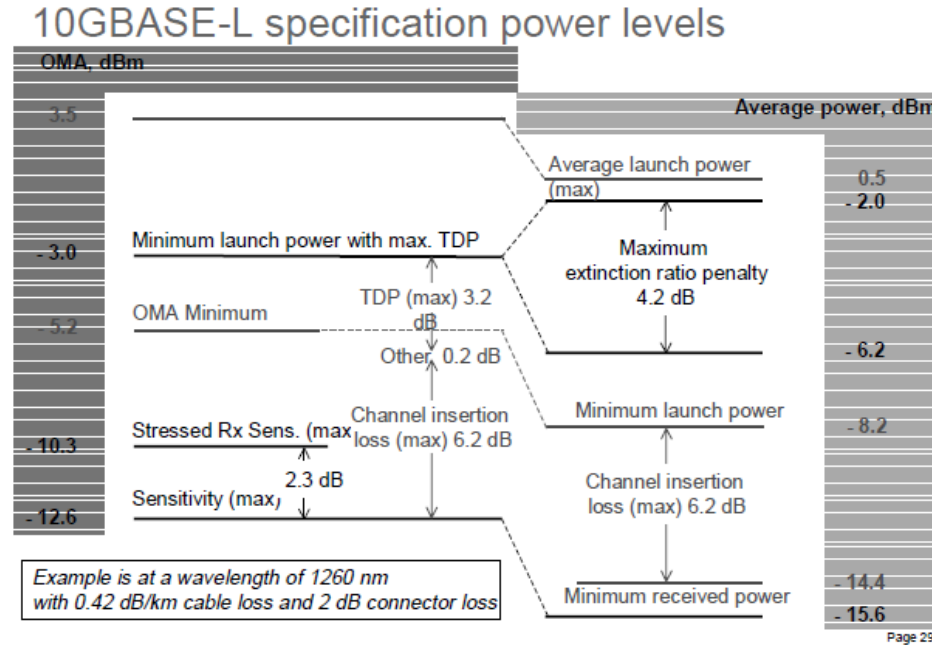 10GBASE-L specification power levels
OMA, dBm
Average power, dBm
3.5
Average launch power
(max)
0.5
- 2.0
Minimum launch power with max. TDP
- 3.0
Maximum
extinction ratio penalty
4.2 dB
TDP (max) 3.2
dB
OMA Minimum
- 5.2
Other, 0.2 dB
- 6.2
Minimum launch power
- 8.2
Channel insertion
loss (max) 6.2 dB
Stressed Rx Sens. (max
- 10.3
2.3 dB
Channel insertion
loss (max) 6.2 dB
Sensitivity (max)
- 12.6
- 14.4
Minimum received power
- 15.6
Example is at a wavelength of 1260 nm
with 0.42 dB/km cable loss and 2 dB connector loss
Page 29